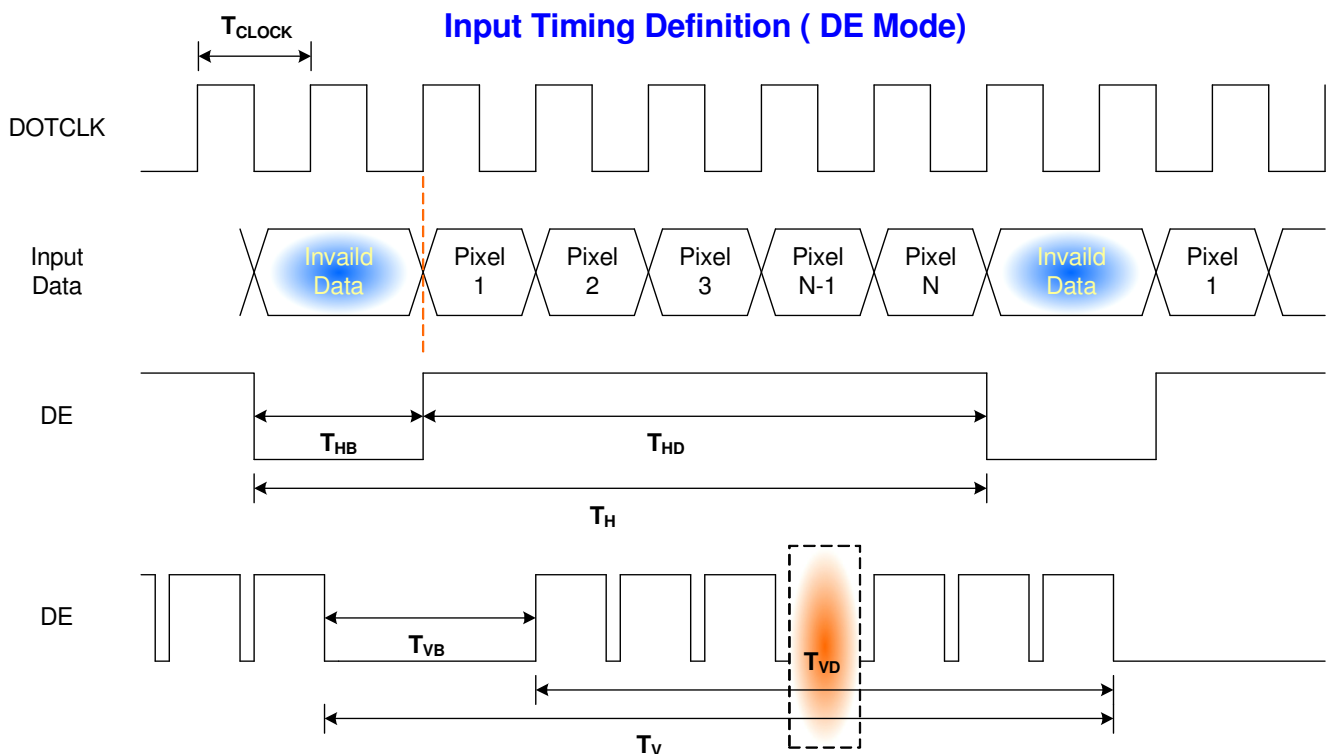 Input Timing Definition ( DE Mode)
TCLOCK
DOTCLK
Input
Data
Invaild
Data
Pixel
1
Pixel
2
Pixel
3
Pixel
N-1
Pixel
N
Invaild
Data
Pixel
1
DE
THB
THD
TH
DE
TVB
TVD
TV